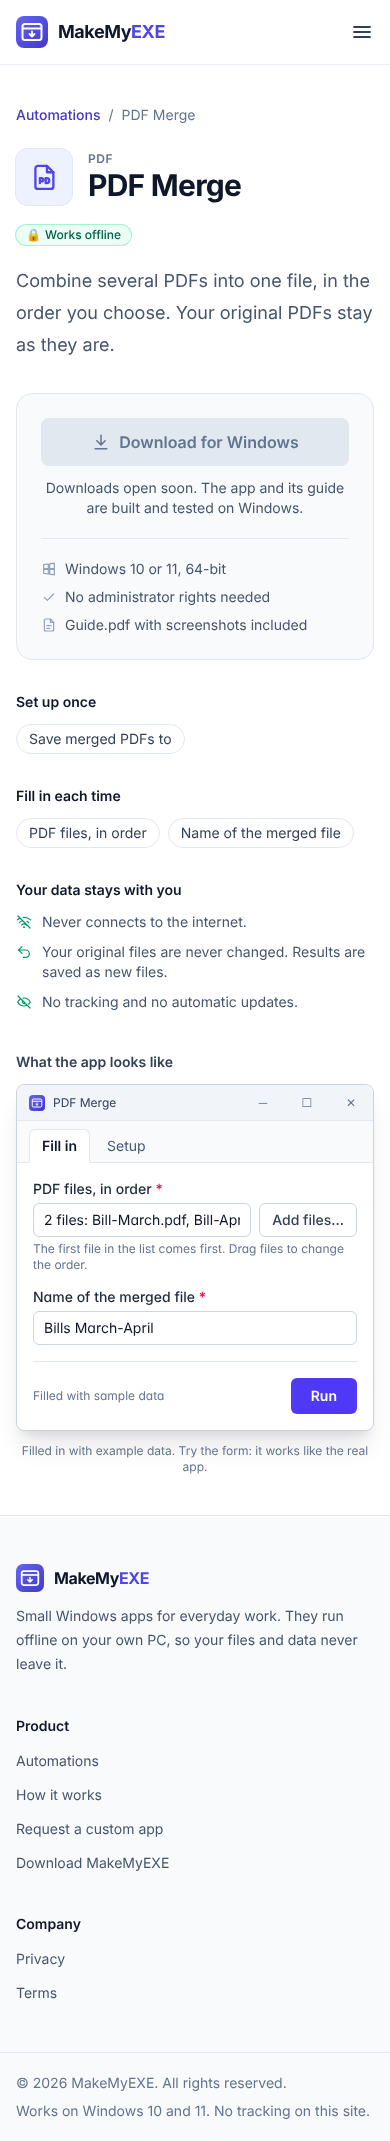 MakeMyEXE
Automations / PDF Merge
PDF
PD
PDF Merge
Works offline
Combine several PDFs into one file, in the
order you choose. Your original PDFs stay
as they are.
Download for Windows
Downloads open soon. The app and its guide
are built and tested on Windows.
Windows 10 or 11, 64-bit
No administrator rights needed
Guide.pdf with screenshots included
Set up once
Save merged PDFs to
Fill in each time
PDF files, in order
Name of the merged file
Your data stays with you
Never connects to the internet.
Your original files are never changed. Results are
saved as new files.
No tracking and no automatic updates.
What the app looks like
PDF Merge
Fill in
Setup
PDF files, in order *
2 files: Bill-March.pdf, Bill-Apr
Add files...
The first file in the list comes first. Drag files to change
the order.
Name of the merged file *
Bills March-April
Filled with sample data
Run
Filled in with example data. Try the form: it works like the real
app.
MakeMyEXE
Small Windows apps for everyday work. They run
offline on your own PC, so your files and data never
leave it.
Product
Automations
How it works
Request a custom app
Download MakeMyEXE
Company
Privacy
Terms
© 2026 MakeMyEXE. All rights reserved.
Works on Windows 10 and 11. No tracking on this site.